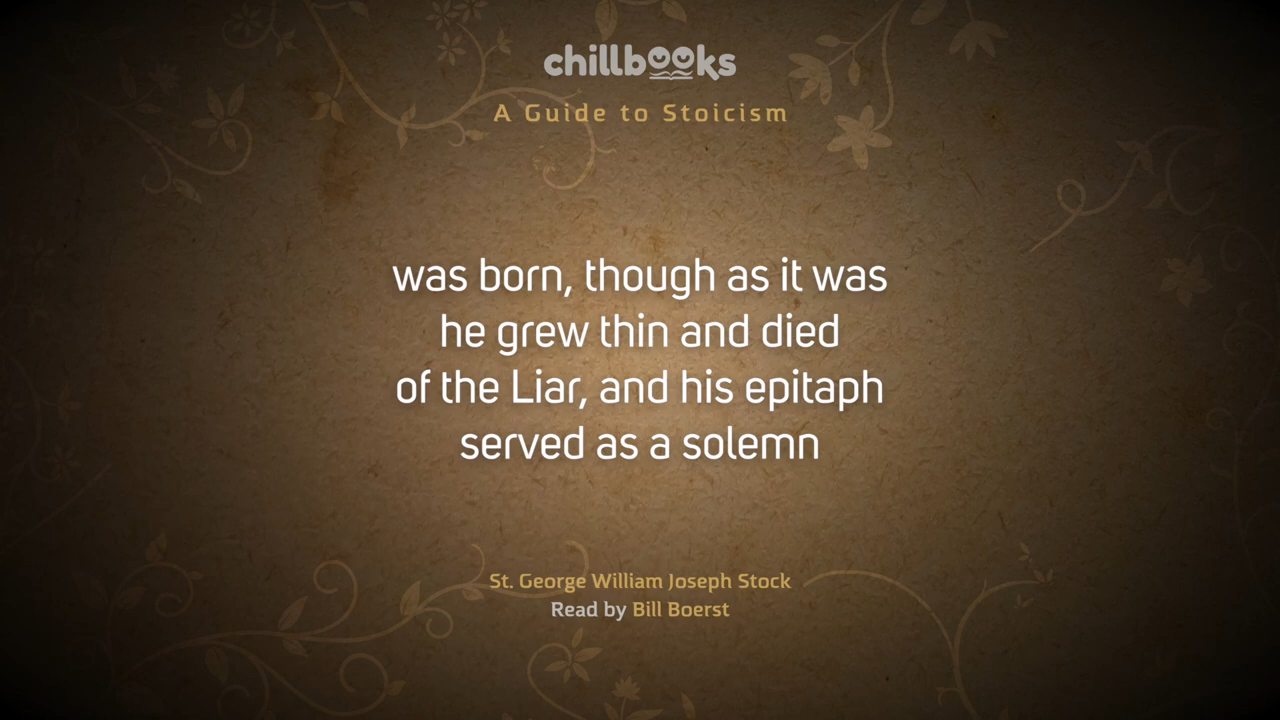 chillbooks
A Guide to Stoicism
was born, though as it was
he grew thin and died
of the Liar, and his epitaph
served as a solemn
St. George William Joseph Stock
Read by Bill Boerst